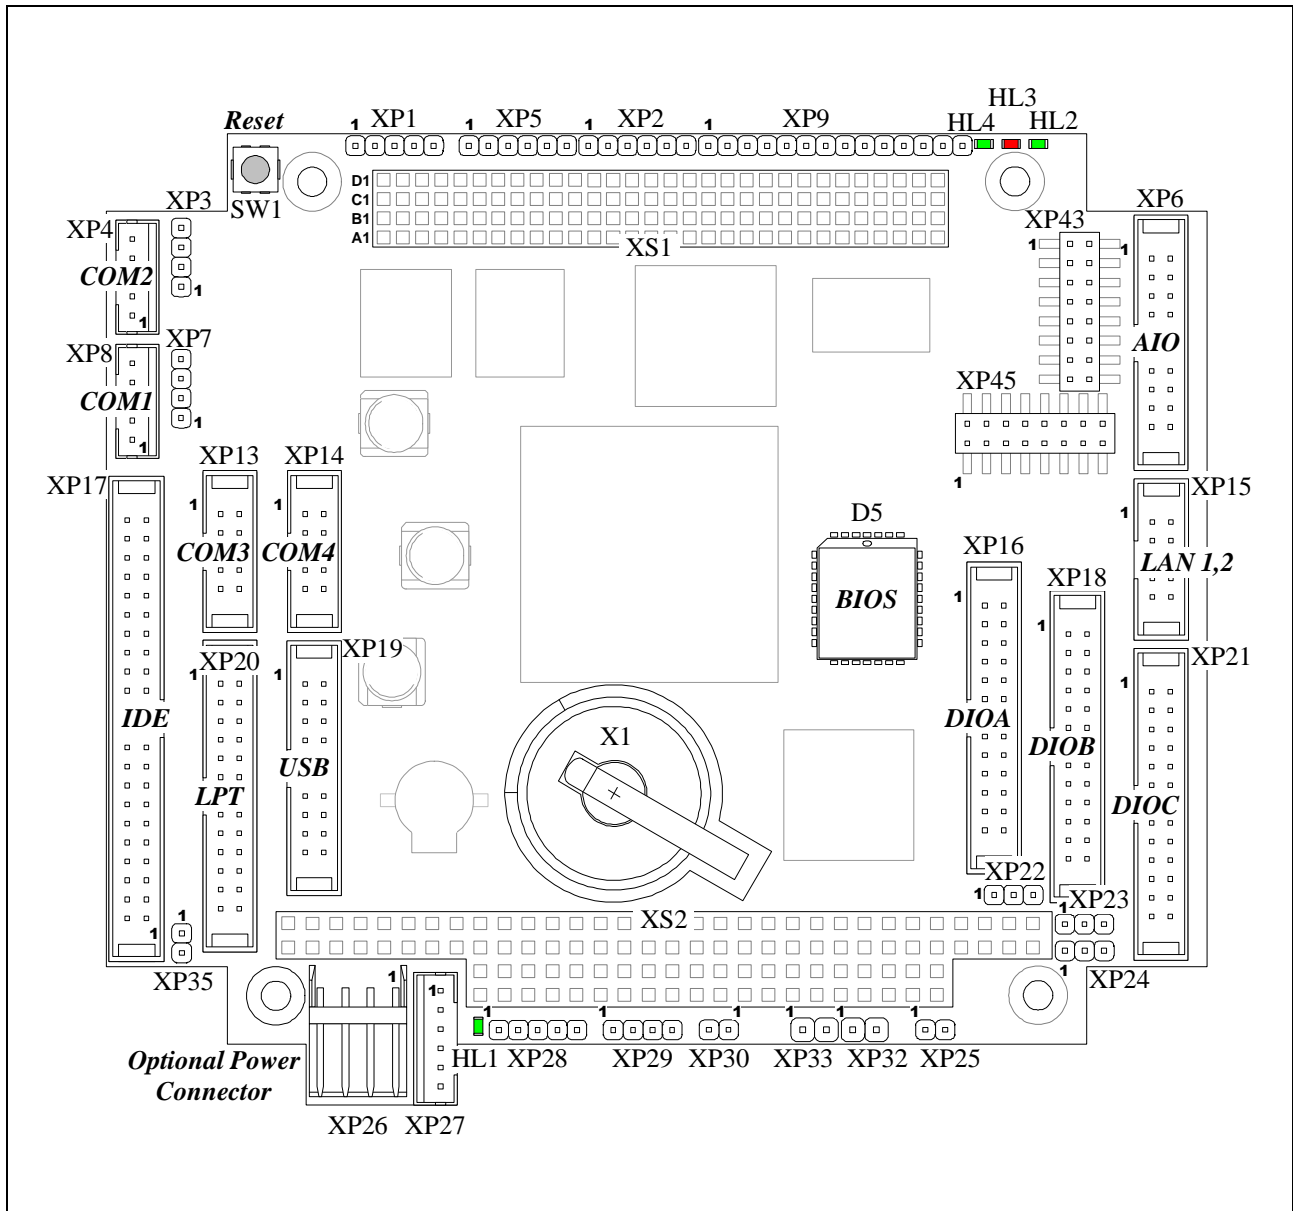 HL3
Reset
1 XP1
1 XP5
1 XP2
1 XP9
HL4
HL2
SW1
D1
C1
B1
A1
XS1
XP3
XP4
COM2
1
1
XP43
1
1
XP6
AIO
XP7
XP8
COM1
1
1
XP45
1
XP17
XP13
1
COM3
XP14
1
COM4
D5
BIOS
XP16
1
DIOA
XP18
1
DIOB
XP15
1
LAN 1,2
XP20
1
LPT
XP19
1
USB
XP21
1
DIOC
IDE
1
X1
XP22
1
XP23
1
XP24
1
1
XP35
XS2
1
1
1
1
1
1
1
1
HL1 XP28
XP29
XP30
XP33
XP32
XP25
Optional Power
Connector
XP26
XP27